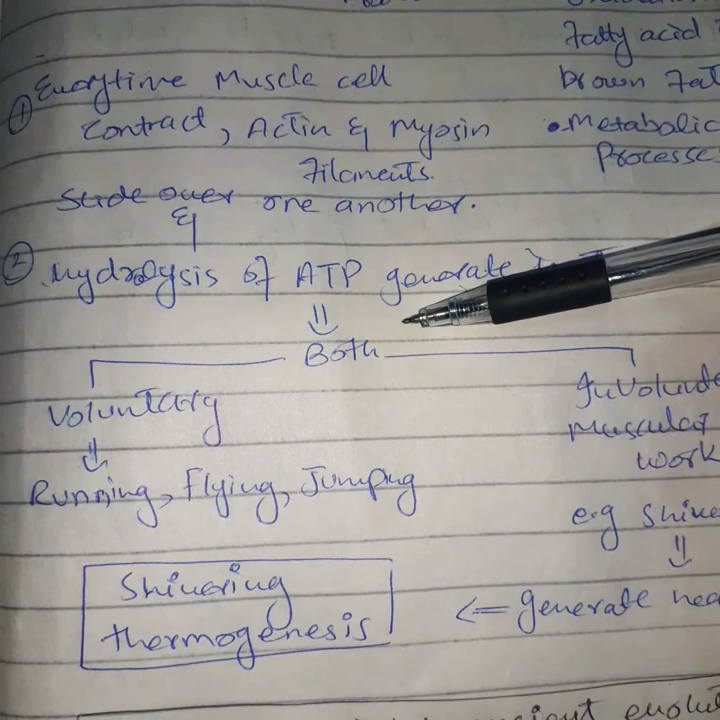 Fatty acid
① Everytime Muscle cell
brown Fat
Contract, Actin & Myosin
• Metabolic
Filaments.
Processe
Slide over one another.
&
② Hydrolysis of ATP generate
⇓
Both
Voluntary
Involunta
Muscular
work
⇓
Running, Flying, Jumping
e.g Shive
⇓
Shivering
<= generate hea
thermogenesis